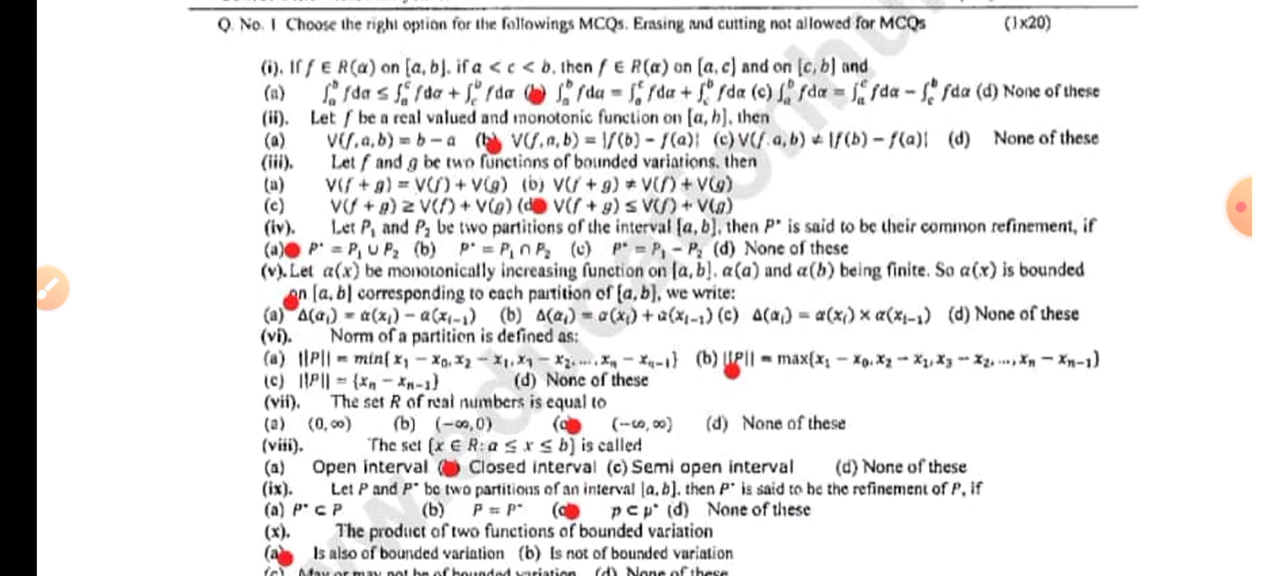 Q. No. 1 Choose the right option for the followings MCQs. Erasing and cutting not allowed for MCQs (1x20)
(i). If f ∈ R(α) on [a, b], if a < c < b, then f ∈ R(α) on [a, c] and on [c, b] and
(a) ∫ₐᵇ fdα ≤ ∫ₐᶜ fdα + ∫꜀ᵇ fdα (b) ∫ₐᵇ fdα = ∫ₐᶜ fdα + ∫꜀ᵇ fdα (c) ∫ₐᵇ fdα = ∫ₐᶜ fdα − ∫꜀ᵇ fdα (d) None of these
(ii). Let f be a real valued and monotonic function on [a, b], then
(a) V(f, a, b) = b − a (b) V(f, a, b) = |f(b) − f(a)| (c) V(f, a, b) ≠ |f(b) − f(a)| (d) None of these
(iii). Let f and g be two functions of bounded variations, then
(a) V(f + g) = V(f) + V(g) (b) V(f + g) ≠ V(f) + V(g)
(c) V(f + g) ≥ V(f) + V(g) (d) V(f + g) ≤ V(f) + V(g)
(iv). Let P₁ and P₂ be two partitions of the interval [a, b], then P* is said to be their common refinement, if
(a) P* = P₁ ∪ P₂ (b) P* = P₁ ∩ P₂ (c) P* = P₁ − P₂ (d) None of these
(v). Let α(x) be monotonically increasing function on [a, b], α(a) and α(b) being finite. So α(x) is bounded
on [a, b] corresponding to each partition of [a, b], we write:
(a) Δ(αᵢ) = α(xᵢ) − α(xᵢ₋₁) (b) Δ(αᵢ) = α(xᵢ) + α(xᵢ₋₁) (c) Δ(αᵢ) = α(xᵢ) × α(xᵢ₋₁) (d) None of these
(vi). Norm of a partition is defined as:
(a) ||P|| = min{x₁ − x₀, x₂ − x₁, x₃ − x₂, ..., xₙ − xₙ₋₁} (b) ||P|| = max{x₁ − x₀, x₂ − x₁, x₃ − x₂, ..., xₙ − xₙ₋₁}
(c) ||P|| = {xₙ − xₙ₋₁} (d) None of these
(vii). The set R of real numbers is equal to
(a) (0, ∞) (b) (−∞, 0) (c) (−∞, ∞) (d) None of these
(viii). The set {x ∈ R: a ≤ x ≤ b} is called
(a) Open interval (b) Closed interval (c) Semi open interval (d) None of these
(ix). Let P and P* be two partitions of an interval [a, b], then P* is said to be the refinement of P, if
(a) P* ⊂ P (b) P = P* (c) p ⊂ p* (d) None of these
(x). The product of two functions of bounded variation
(a) Is also of bounded variation (b) Is not of bounded variation
(c) May or may not be of bounded variation (d) None of these